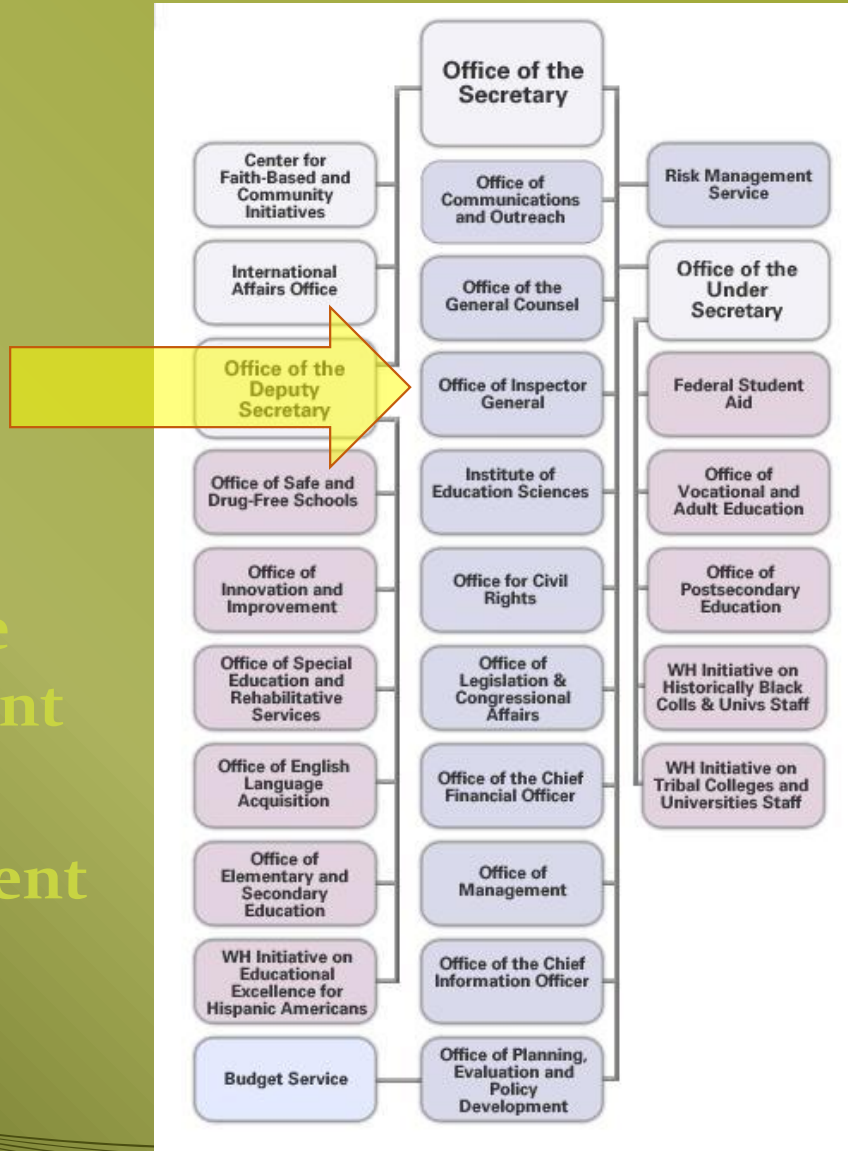 Office of the
Secretary
Center for
Faith-Based and
Community
Initiatives
International
Affairs Office
Office of the
Deputy
Secretary
Office of Safe and
Drug-Free Schools
Office of
Innovation and
Improvement
Office of Special
Education and
Rehabilitative
Services
Office of English
Language
Acquisition
Office of
Elementary and
Secondary
Education
WH Initiative on
Educational
Excellence for
Hispanic Americans
Budget Service
Office of
Communications
and Outreach
Office of the
General Counsel
Office of Inspector
General
Institute of
Education Sciences
Office for Civil
Rights
Office of
Legislation &
Congressional
Affairs
Office of the Chief
Financial Officer
Office of
Management
Office of the Chief
Information Officer
Office of Planning,
Evaluation and
Policy
Development
Risk Management
Service
Office of the
Under
Secretary
Federal Student
Aid
Office of
Vocational and
Adult Education
Office of
Postsecondary
Education
WH Initiative on
Historically Black
Colls & Univs Staff
WH Initiative on
Tribal Colleges and
Universities Staff